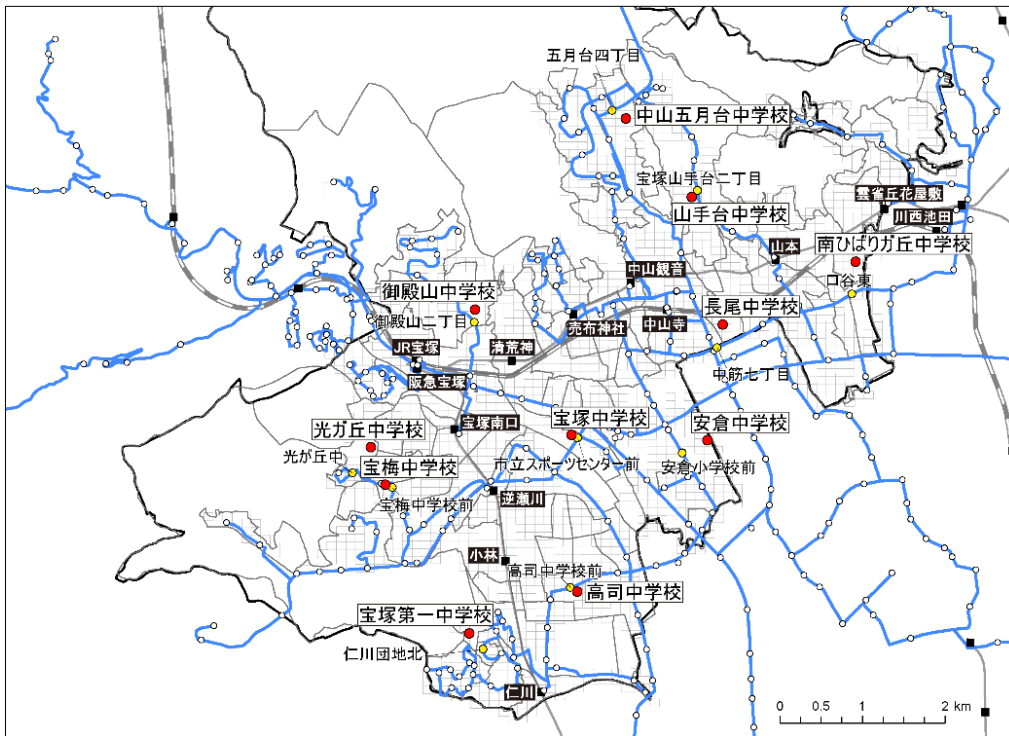 五月台四丁目
中山五月台中学校
宝塚山手台二丁目
雲雀丘花屋敷
山手台中学校
川西池田
山本
南ひばりガ丘中学校
中山観音
口谷東
御殿山中学校
長尾中学校
御殿山二丁目
売布神社
中山寺
JR宝塚
清荒神
中筋七丁目
阪急宝塚
宝塚中学校
安倉中学校
光ガ丘中学校
宝塚南口
光が丘中
宝梅中学校
市立スポーツセンター前
安倉小学校前
宝梅中学校前
逆瀬川
小林
高司中学校前
高司中学校
宝塚第一中学校
仁川団地北
仁川
0 0.5 1 2 km